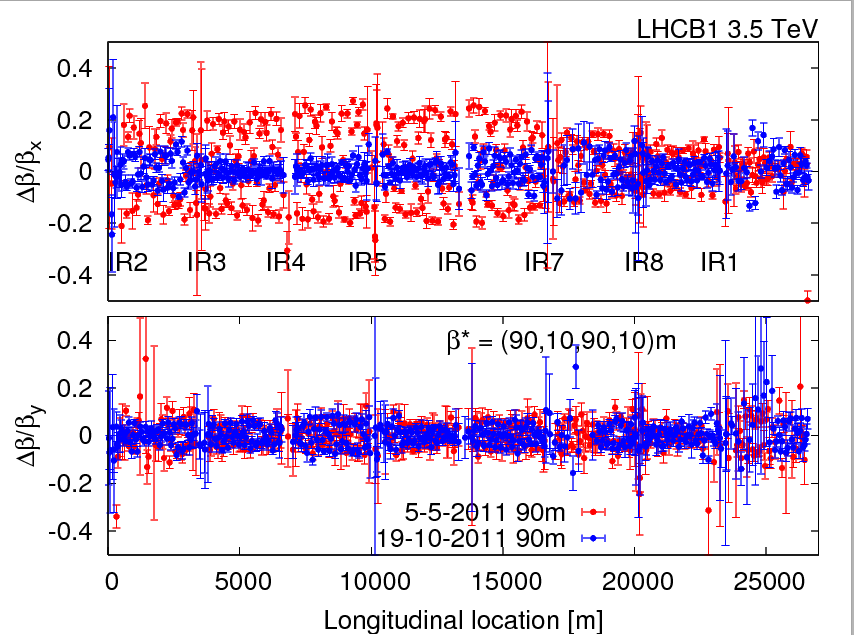 LHCB1 3.5 TeV
0.4
0.2
0
-0.2
-0.4
Δβ/βx
IR2 IR3 IR4 IR5 IR6 IR7 IR8 IR1
β* = (90,10,90,10)m
0.4
0.2
0
-0.2
-0.4
Δβ/βy
5-5-2011 90m
19-10-2011 90m
0 5000 10000 15000 20000 25000
Longitudinal location [m]